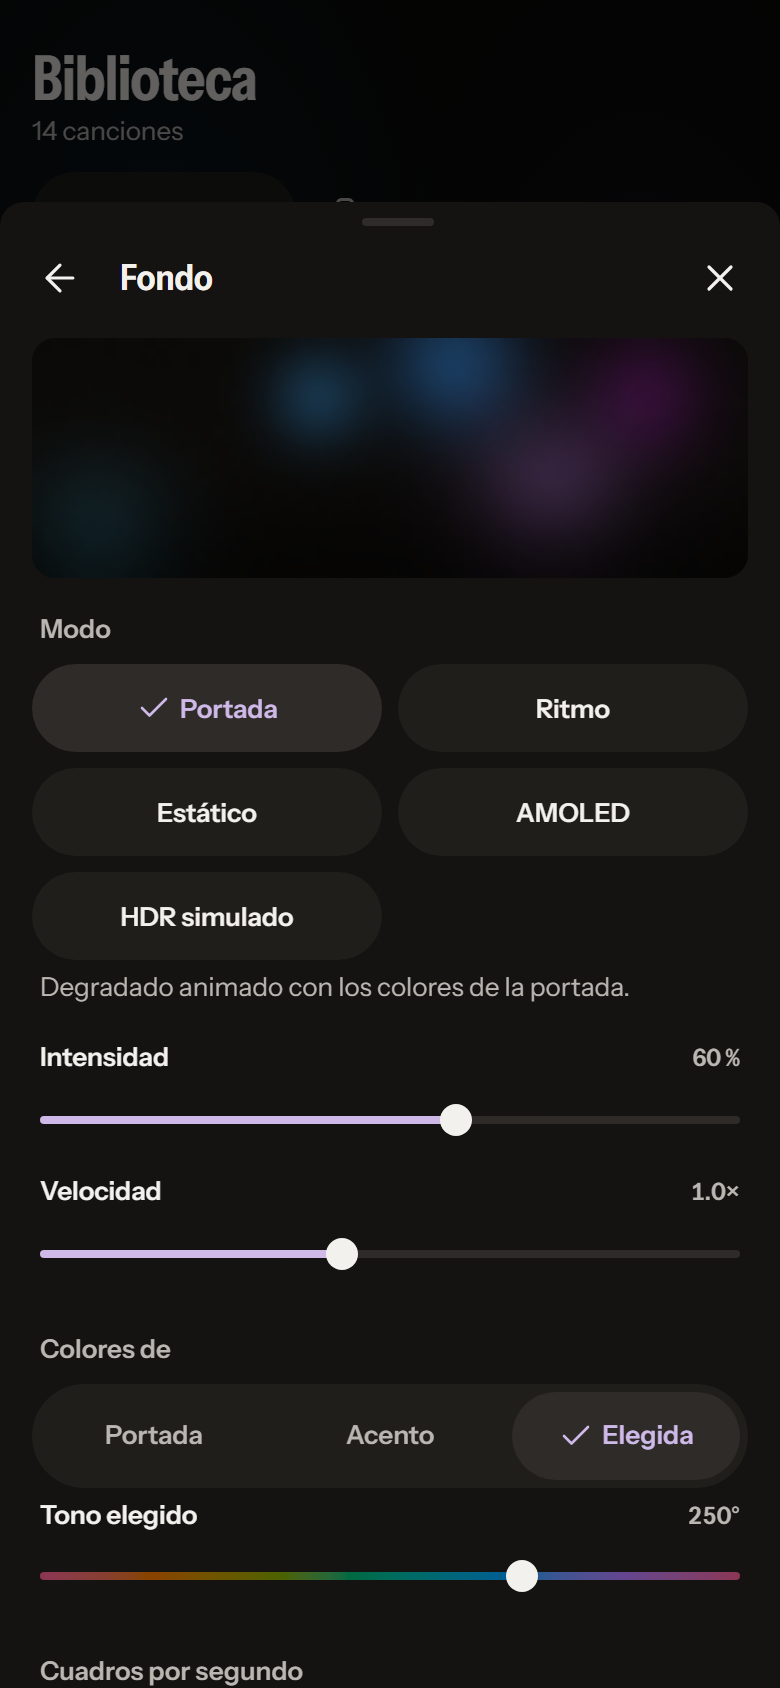 Biblioteca
14 canciones
Fondo
Modo
Portada
Ritmo
Estático
AMOLED
HDR simulado
Degradado animado con los colores de la portada.
Intensidad
60 %
Velocidad
1.0×
Colores de
Portada
Acento
Elegida
Tono elegido
250°
Cuadros por segundo